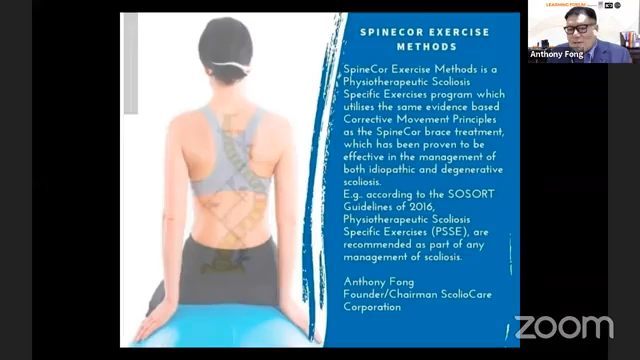 SPINECOR EXERCISE
METHODS
SpineCor Exercise Methods is a
Physiotherapeutic Scoliosis
Specific Exercises program which
utilises the same evidence based
Corrective Movement Principles
as the SpineCor brace treatment,
which has been proven to be
effective in the management of
both idiopathic and degenerative
scoliosis.
E.g.. according to the SOSORT
Guidelines of 2016,
Physiotherapeutic Scoliosis
Specific Exercises (PSSE), are
recommended as part of any
management of scoliosis.
Anthony Fong
Founder/Chairman ScolioCare
Corporation
LEARNING FORUM
Anthony Fong
zoom